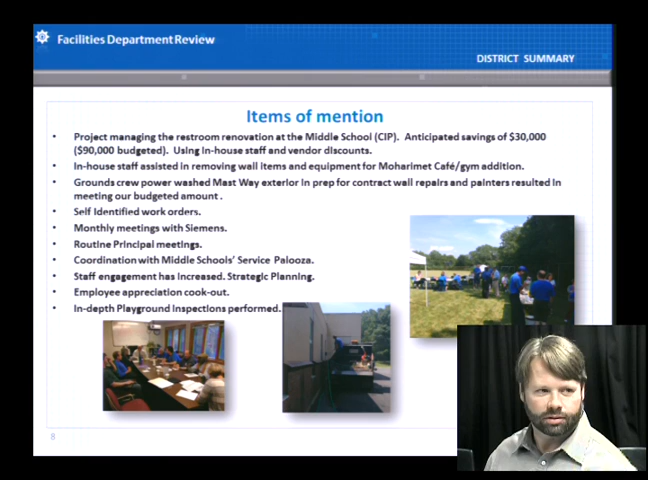 Facilities Department Review
DISTRICT SUMMARY
Items of mention
• Project managing the restroom renovation at the Middle School (CIP). Anticipated savings of $30,000
($90,000 budgeted). Using in-house staff and vendor discounts.
• In-house staff assisted in removing wall items and equipment for Moharimet Café/gym addition.
• Grounds crew power washed Mast Way exterior in prep for contract wall repairs and painters resulted in
meeting our budgeted amount .
• Self Identified work orders.
• Monthly meetings with Siemens.
• Routine Principal meetings.
• Coordination with Middle Schools' Service Palooza.
• Staff engagement has increased. Strategic Planning.
• Employee appreciation cook-out.
• In-depth Playground Inspections performed.
8